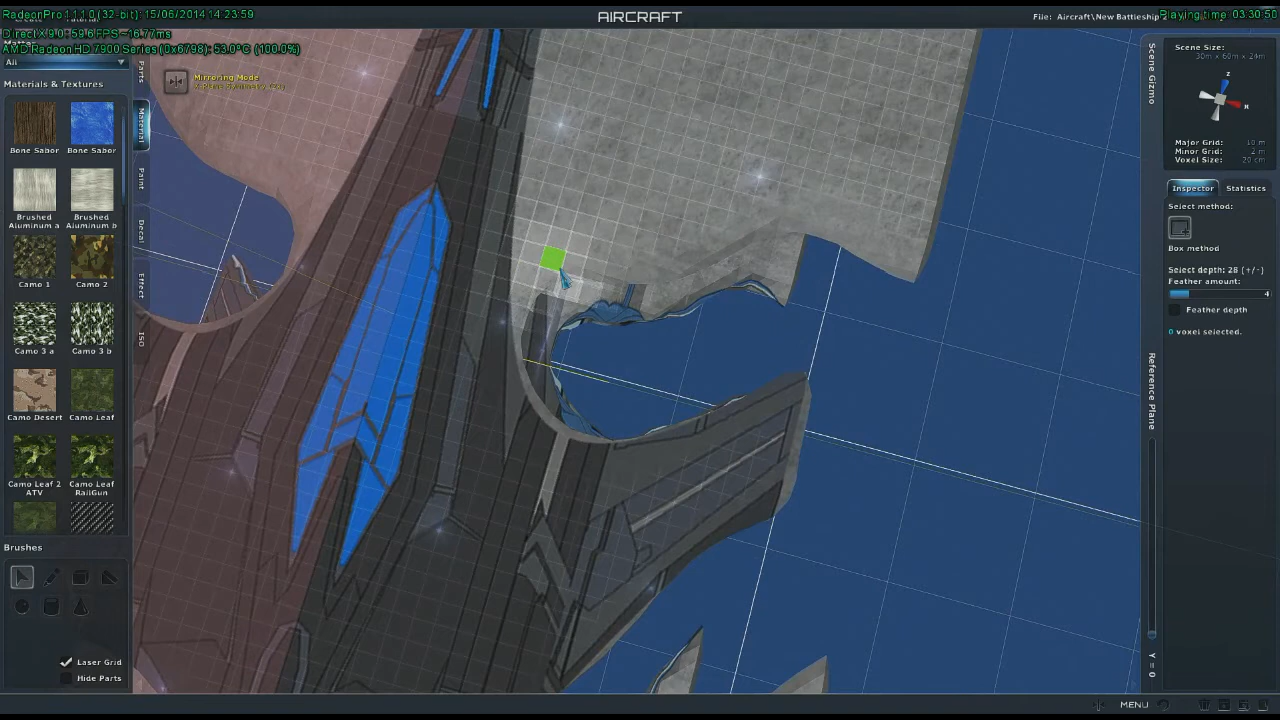 RadeonPro 1.1.1.0 (32-bit): 15/06/2014 14:23:59
DirectX 9.0 - 59.6 FPS ~16.77ms
AMD Radeon HD 7900 Series (0x6798) - 53.0ºC (100.0%)
AIRCRAFT
File: Aircraft\New Battleship
Playing time: 03:30:50
All
Materials & Textures
Bone Sabor
Bone Sabor
Brushed Aluminum a
Brushed Aluminum b
Camo 1
Camo 2
Camo 3 a
Camo 3 b
Camo Desert
Camo Leaf
Camo Leaf 2 ATV
Camo Leaf RailGun
Brushes
Laser Grid
Hide Parts
Parts
Material
Paint
Decal
Effect
ISO
Mirroring Mode
Scene Gizmo
Reference Plane
Y = 0
Scene Size:
30m x 60m x 24m
Z
Major Grid: 10 m
Minor Grid: 2 m
Voxel Size: 20 cm
Inspector
Statistics
Select method:
Box method
Select depth: 28 (+/-)
Feather amount:
4
Feather depth
0 voxel selected.
MENU